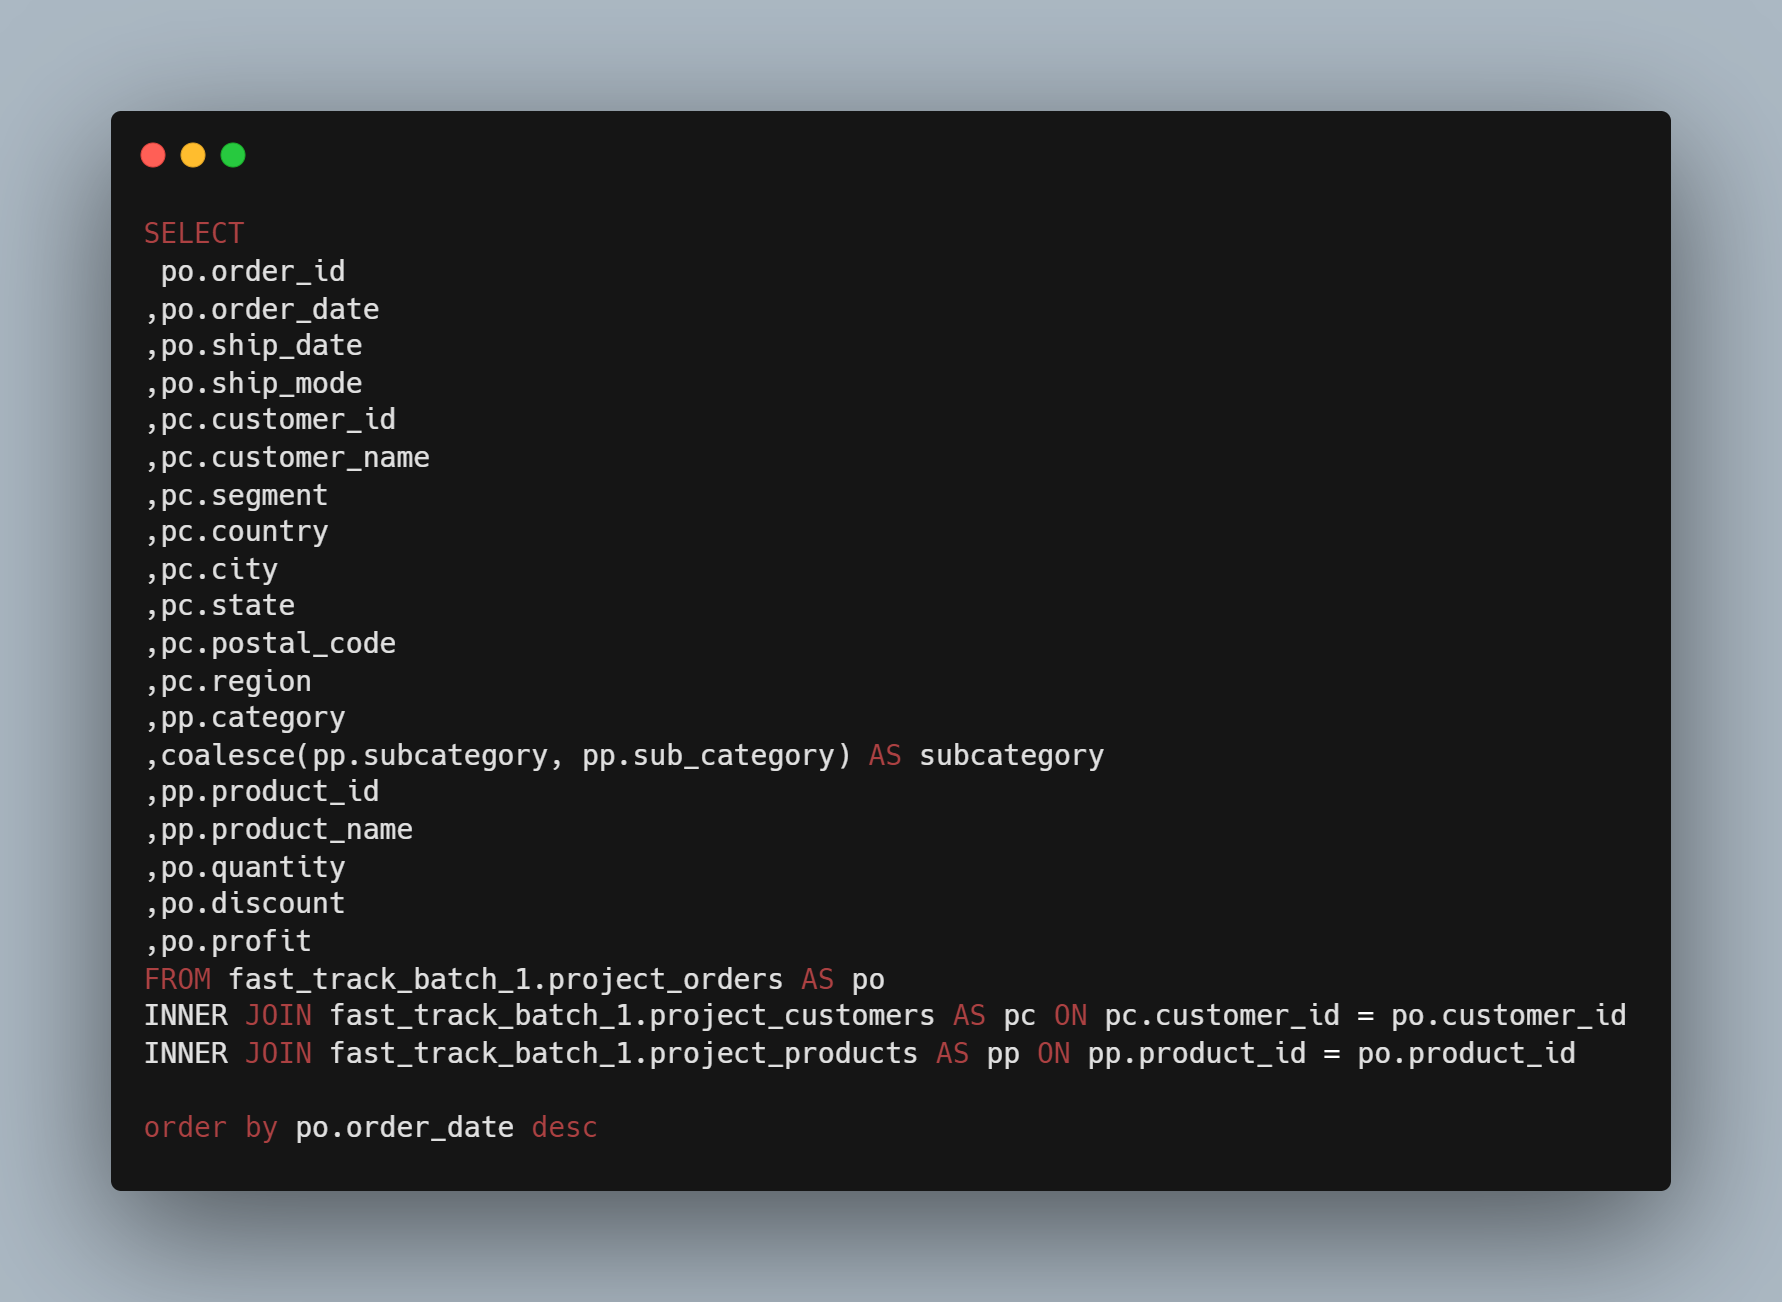 SELECT
 po.order_id
,po.order_date
,po.ship_date
,po.ship_mode
,pc.customer_id
,pc.customer_name
,pc.segment
,pc.country
,pc.city
,pc.state
,pc.postal_code
,pc.region
,pp.category
,coalesce(pp.subcategory, pp.sub_category) AS subcategory
,pp.product_id
,pp.product_name
,po.quantity
,po.discount
,po.profit
FROM fast_track_batch_1.project_orders AS po
INNER JOIN fast_track_batch_1.project_customers AS pc ON pc.customer_id = po.customer_id
INNER JOIN fast_track_batch_1.project_products AS pp ON pp.product_id = po.product_id

order by po.order_date desc